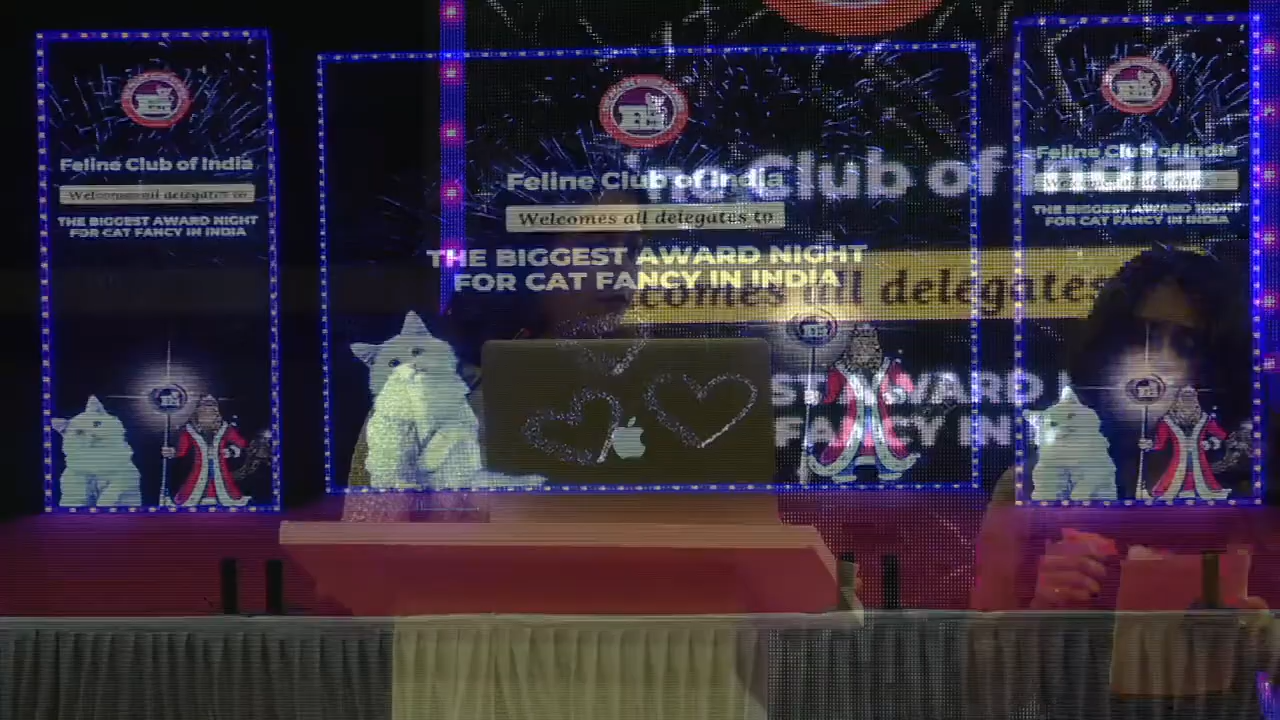 Feline Club of India
Welcomes all delegates to
THE BIGGEST AWARD NIGHT
FOR CAT FANCY IN INDIA
Feline Club of India
Welcomes all delegates to
THE BIGGEST AWARD NIGHT
FOR CAT FANCY IN INDIA
Club of
comes all delegates
Feline Club of India
THE BIGGEST AWARD NIGHT
FOR CAT FANCY IN INDIA